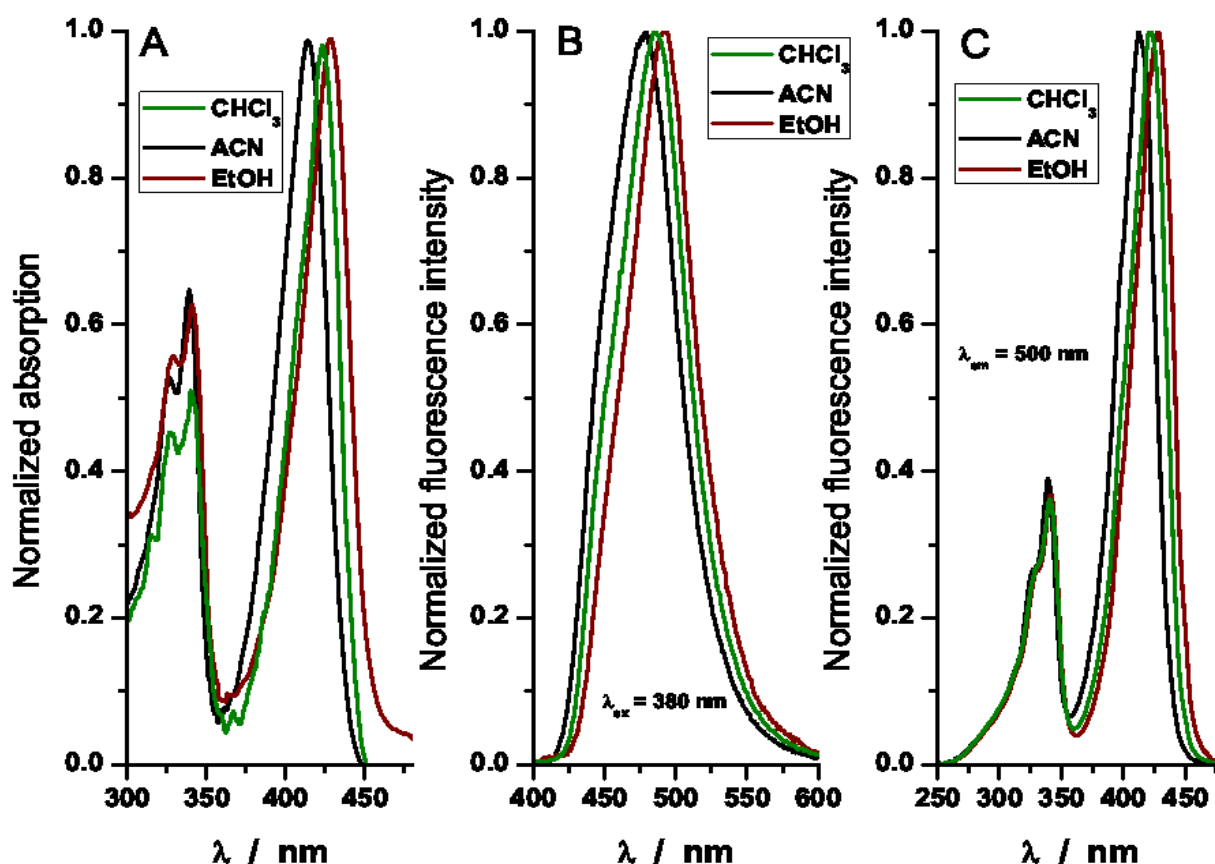 A
CHCl₃
ACN
EtOH
Normalized absorption
1.0
0.8
0.6
0.4
0.2
0.0
300 350 400 450
λ / nm
B
CHCl₃
ACN
EtOH
Normalized fluorescence intensity
λex = 380 nm
1.0
0.8
0.6
0.4
0.2
0.0
400 450 500 550 600
λ / nm
C
CHCl₃
ACN
EtOH
Normalized fluorescence intensity
λem = 500 nm
1.0
0.8
0.6
0.4
0.2
0.0
250 300 350 400 450
λ / nm